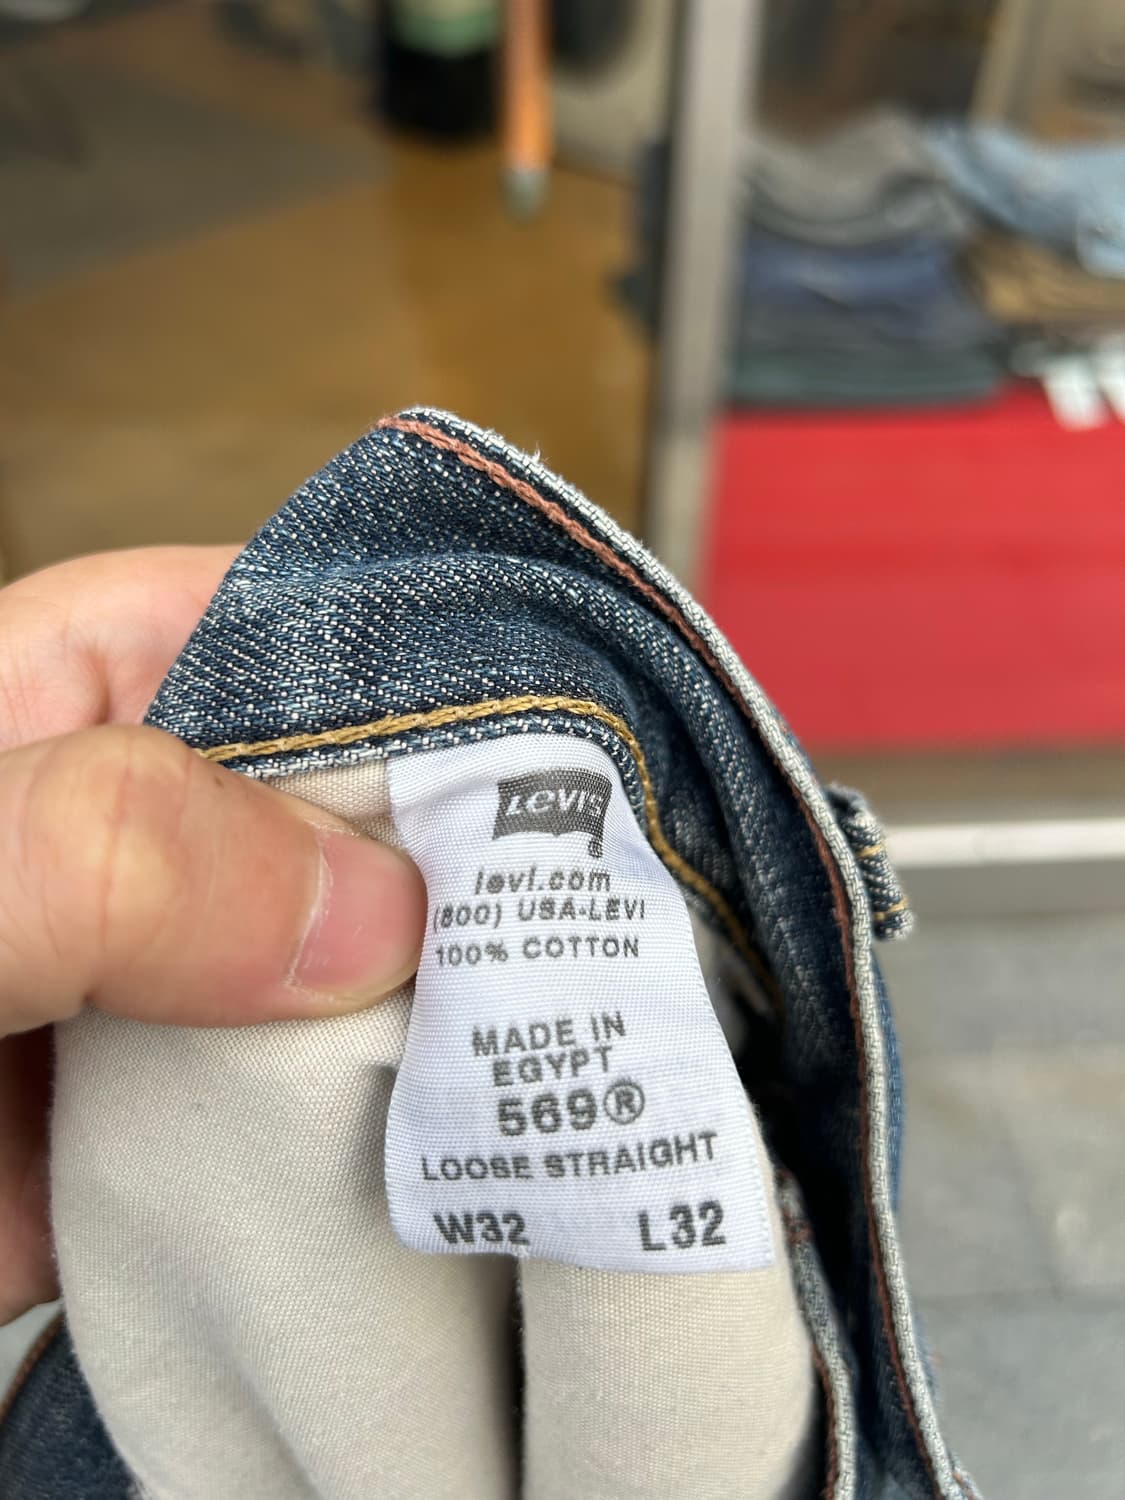 LEVI'S
levi.com
(800) USA-LEVI
100% COTTON
MADE IN
EGYPT
569®
LOOSE STRAIGHT
W32 L32